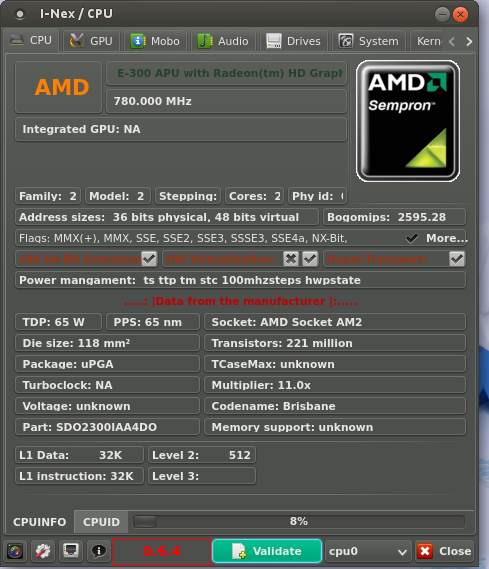 I-Nex / CPU
CPU GPU Mobo Audio Drives System Kern
AMD
E-300 APU with Radeon(tm) HD Graph
780.000 MHz
Integrated GPU: NA
AMD
Sempron™
Family: 2 Model: 2 Stepping: Cores: 2 Phy id:
Address sizes: 36 bits physical, 48 bits virtual Bogomips: 2595.28
Flags: MMX(+), MMX, SSE, SSE2, SSE3, SSSE3, SSE4a, NX-Bit, More...
x86 64-Bit Extension HW Virtualization:
Power mangament: ts ttp tm stc 100mhzsteps hwpstate
.....: |Data from the manufacturer |:.....
TDP: 65 W PPS: 65 nm Socket: AMD Socket AM2
Die size: 118 mm² Transistors: 221 million
Package: uPGA TCaseMax: unknown
Turboclock: NA Multiplier: 11.0x
Voltage: unknown Codename: Brisbane
Part: SDO2300IAA4DO Memory support: unknown
L1 Data: 32K Level 2: 512
L1 instruction: 32K Level 3:
CPUINFO CPUID 8%
0.6.4 Validate cpu0 Close